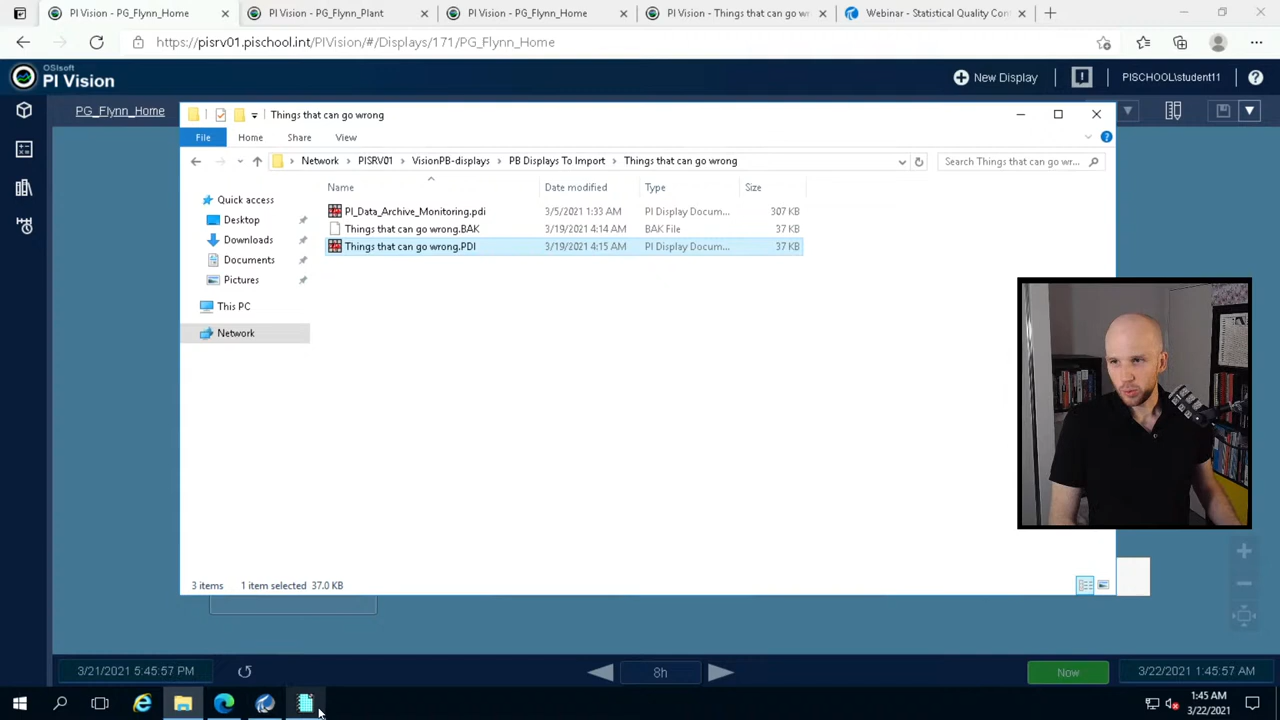 PI Vision - PG_Flynn_Home
PI Vision - PG_Flynn_Plant
PI Vision - PG_Flynn_Home
PI Vision - Things that can go wr
Webinar - Statistical Quality Con
https://pisrv01.pischool.int/PIVision/#/Displays/171/PG_Flynn_Home
OSIsoft
PI Vision
New Display
PISCHOOL\student11
PG_Flynn_Home
Things that can go wrong
File
Home
Share
View
Network
PISRV01
VisionPB-displays
PB Displays To Import
Things that can go wrong
Search Things that can go wr...
Name
Date modified
Type
Size
Quick access
Desktop
Downloads
Documents
Pictures
This PC
Network
PI_Data_Archive_Monitoring.pdi 3/5/2021 1:33 AM PI Display Docum... 307 KB
Things that can go wrong.BAK 3/19/2021 4:14 AM BAK File 37 KB
Things that can go wrong.PDI 3/19/2021 4:15 AM PI Display Docum... 37 KB
3 items
1 item selected 37.0 KB
3/21/2021 5:45:57 PM
8h
Now
3/22/2021 1:45:57 AM
1:45 AM
3/22/2021